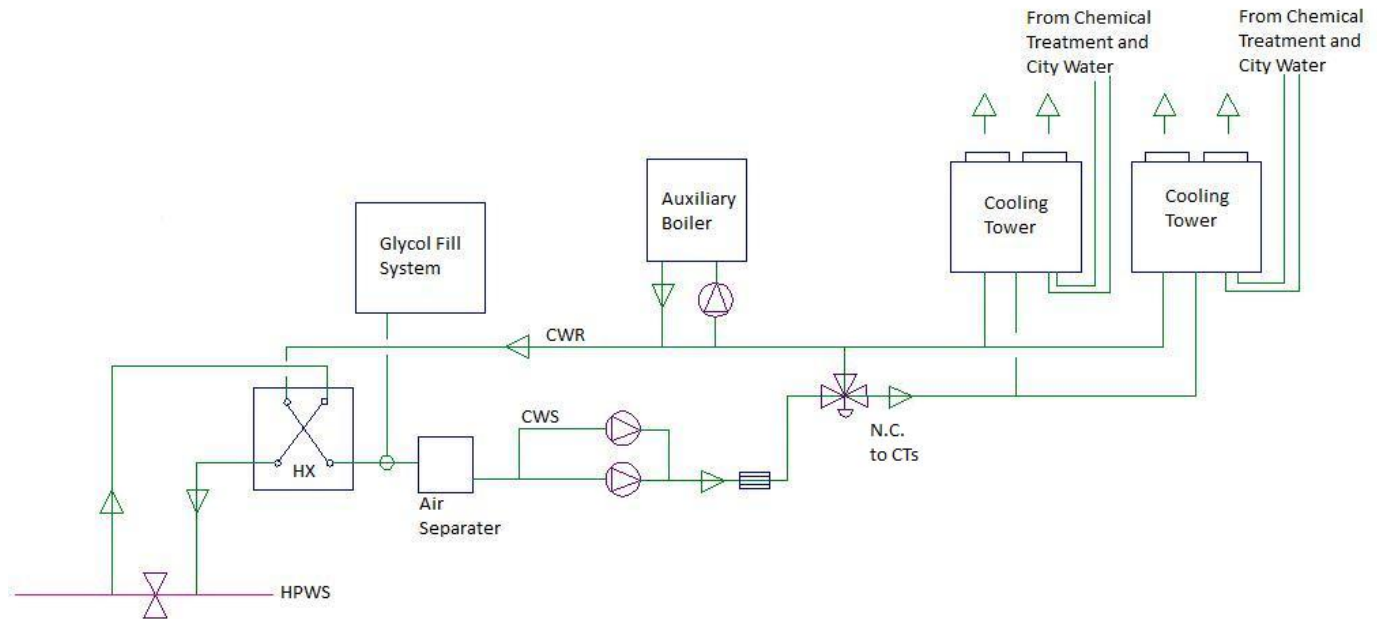 From Chemical
Treatment and
City Water
From Chemical
Treatment and
City Water
Auxiliary
Boiler
Cooling
Tower
Cooling
Tower
Glycol Fill
System
CWR
CWS
N.C.
to CTs
HX
Air
Separater
HPWS